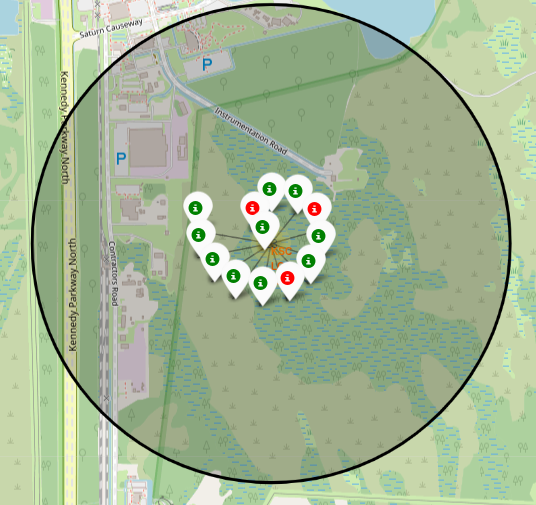 Saturn Causeway
P
Kennedy Parkway North
Instrumentation Road
P
Kennedy Parkway North
Contractors Road